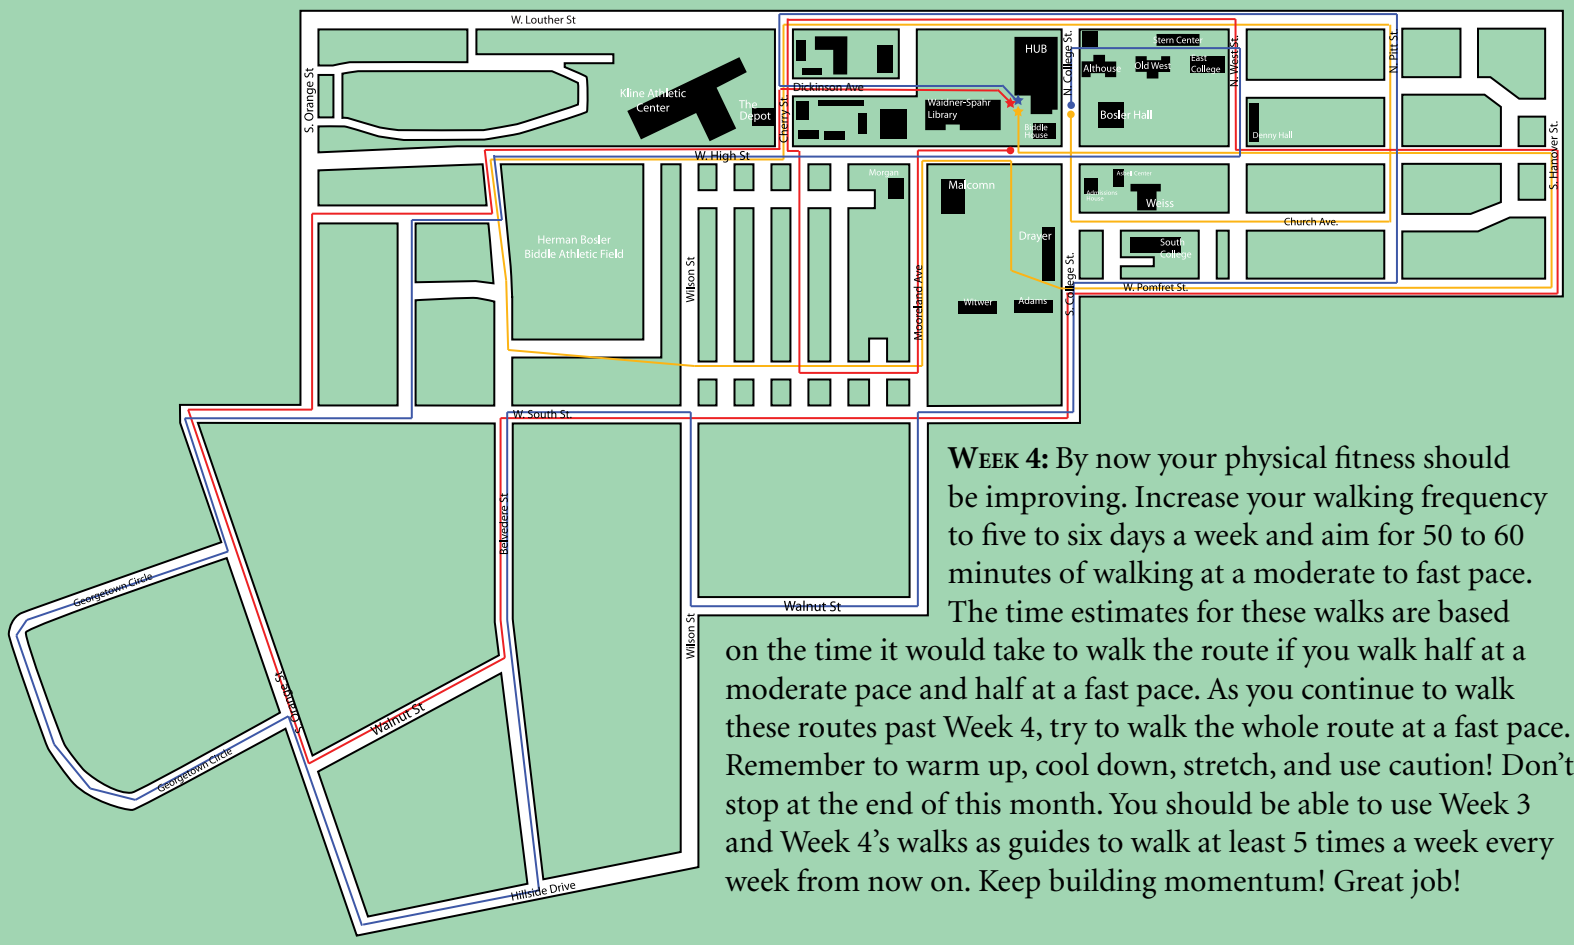 W. Louther St
S. Orange St
Kline Athletic
Center
The
Depot
Cherry St.
Dickinson Ave
Waidner-Spahr
Library
HUB
Biddle
House
N. College St.
Stern Center
Althouse
Old West
East
College
Bosler Hall
N. West St.
Denny Hall
N. Pitt St
S. Hanover St.
W. High St
Morgan
Malcomn
Admissions
House
Asbell Center
Weiss
Church Ave.
Herman Bosler
Biddle Athletic Field
Wilson St
Mooreland Ave
Drayer
South
College
S. College St.
W. Pomfret St.
Witwer
Adams
W. South St.
Belvedere St
Georgetown Circle
Walnut St
Wilson St
S. Orange St
Walnut St
Georgetown Circle
Hillside Drive
Week 4: By now your physical fitness should
be improving. Increase your walking frequency
to five to six days a week and aim for 50 to 60
minutes of walking at a moderate to fast pace.
The time estimates for these walks are based
on the time it would take to walk the route if you walk half at a
moderate pace and half at a fast pace. As you continue to walk
these routes past Week 4, try to walk the whole route at a fast pace.
Remember to warm up, cool down, stretch, and use caution! Don't
stop at the end of this month. You should be able to use Week 3
and Week 4's walks as guides to walk at least 5 times a week every
week from now on. Keep building momentum! Great job!